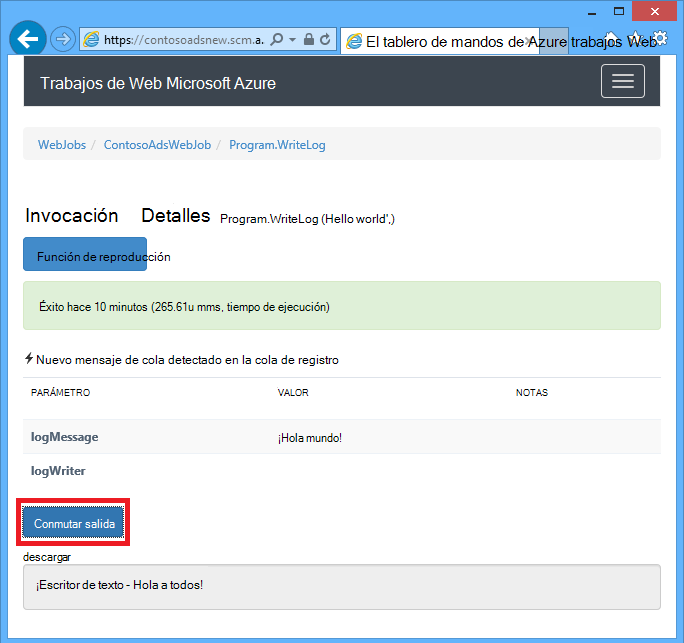 https://contosoadsnew.scm.a.
El tablero de mandos de Azure trabajos Web
Trabajos de Web Microsoft Azure
WebJobs / ContosoAdsWebJob / Program.WriteLog
Invocación Detalles Program.WriteLog (Hello world',)
Función de reproducción
Éxito hace 10 minutos (265.61u mms, tiempo de ejecución)
Nuevo mensaje de cola detectado en la cola de registro
PARÁMETRO VALOR NOTAS
logMessage ¡Hola mundo!
logWriter
Conmutar salida
descargar
¡Escritor de texto - Hola a todos!